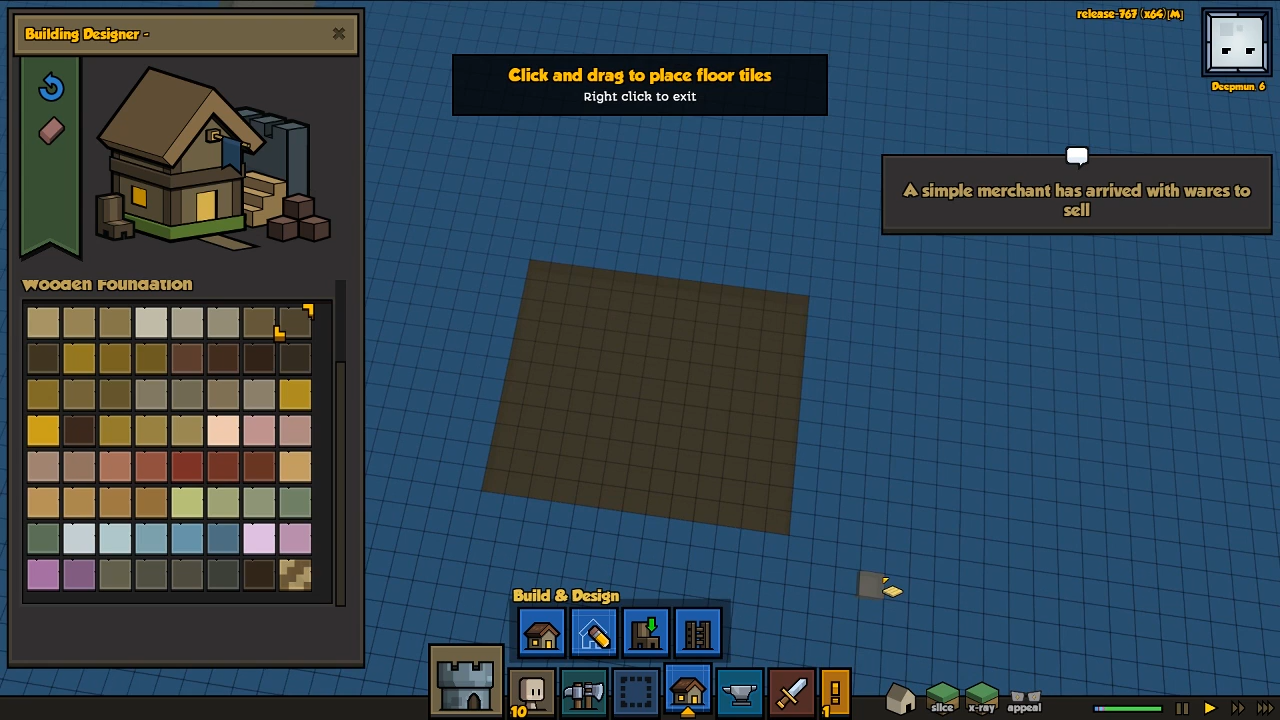 Building Designer -
release-767 (x64) [M]
Click and drag to place floor tiles
Right click to exit
Deepmun, 6
A simple merchant has arrived with wares to
sell
Wooden Foundation
Build & Design
10
1
slice
x-ray
appeal